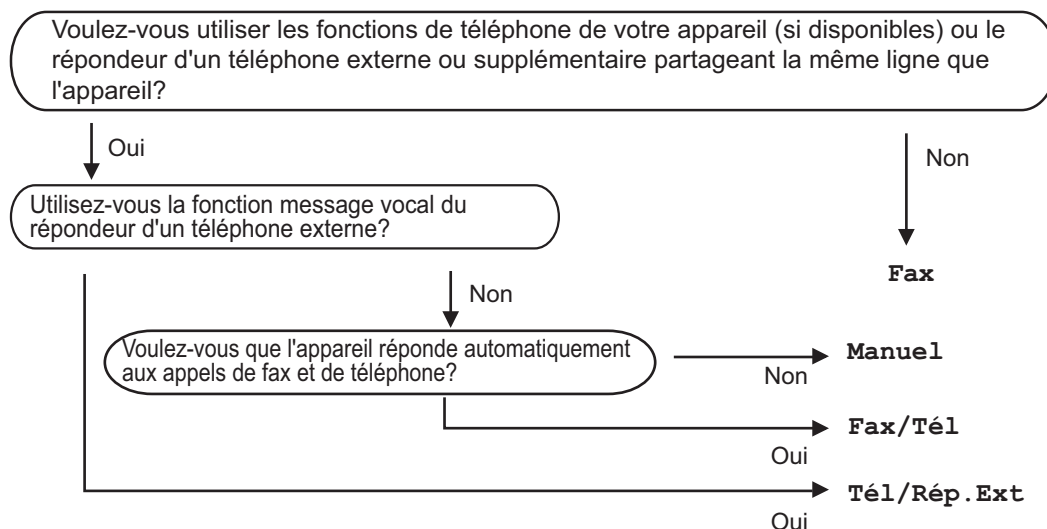 Voulez-vous utiliser les fonctions de téléphone de votre appareil (si disponibles) ou le
répondeur d'un téléphone externe ou supplémentaire partageant la même ligne que
l'appareil?
Oui
Non
Utilisez-vous la fonction message vocal du
répondeur d'un téléphone externe?
Fax
Non
Voulez-vous que l'appareil réponde automatiquement
aux appels de fax et de téléphone?
Manuel
Non
Fax/Tél
Oui
Tél/Rép.Ext
Oui